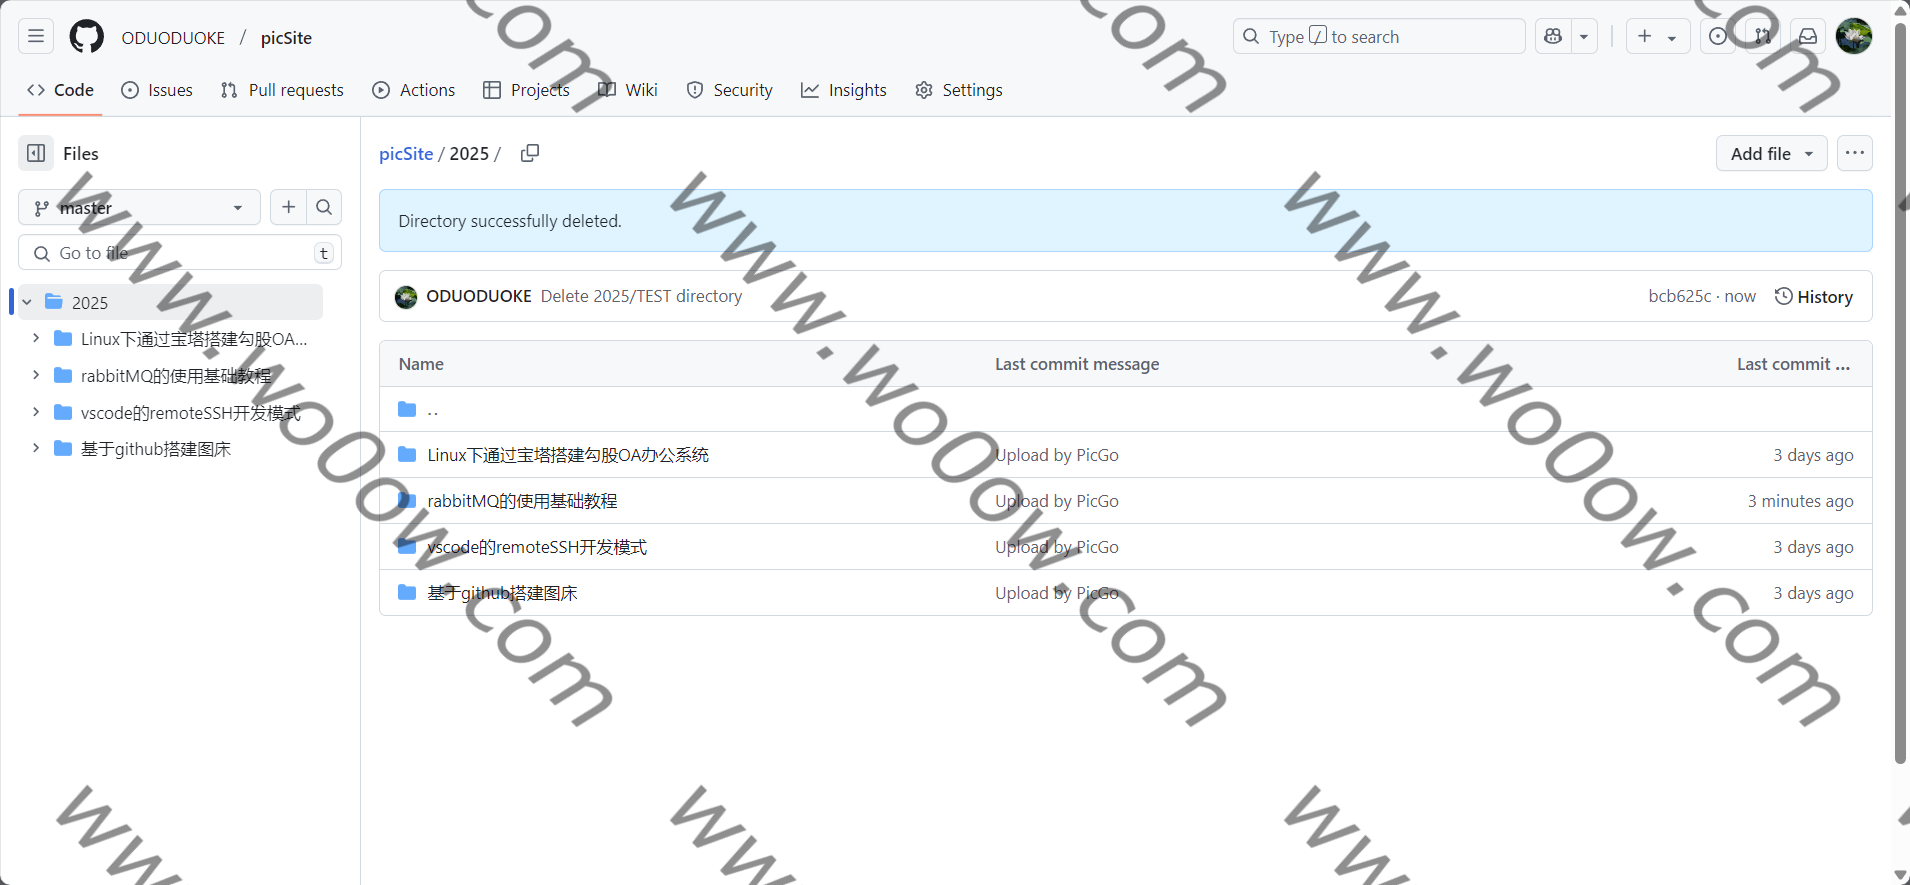 ODUODUOKE / picSite
Type / to search
Code Issues Pull requests Actions Projects Wiki Security Insights Settings
Files
picSite / 2025 /
Add file
master
Directory successfully deleted.
Go to file t
ODUODUOKE Delete 2025/TEST directory
bcb625c · now History
2025
Linux下通过宝塔搭建勾股OA...
rabbitMQ的使用基础教程
vscode的remoteSSH开发模式
基于github搭建图床
Name Last commit message Last commit ...
..
Linux下通过宝塔搭建勾股OA办公系统 Upload by PicGo 3 days ago
rabbitMQ的使用基础教程 Upload by PicGo 3 minutes ago
vscode的remoteSSH开发模式 Upload by PicGo 3 days ago
基于github搭建图床 Upload by PicGo 3 days ago
com
com
com
www.wo0ow.com
www.wo0ow.com
www.wo0ow.com
www
www
www